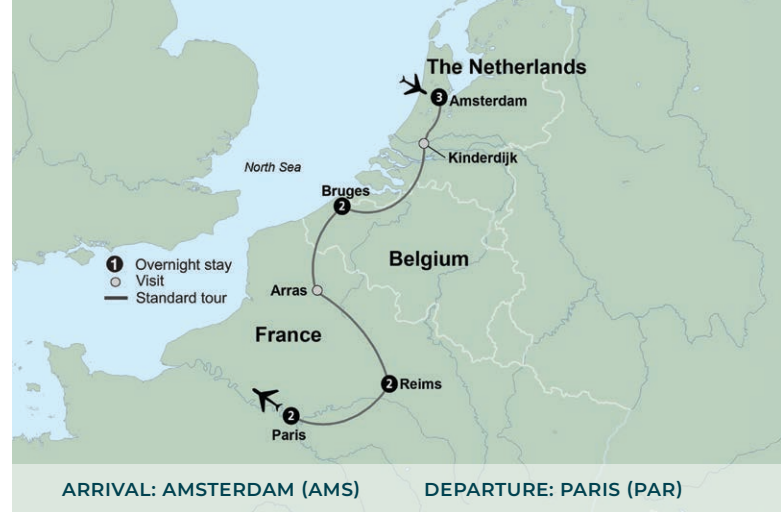 The Netherlands
3
Amsterdam
Kinderdijk
North Sea
Bruges
2
Belgium
1 Overnight stay
Visit
Standard tour
Arras
France
2 Reims
2
Paris
ARRIVAL: AMSTERDAM (AMS)
DEPARTURE: PARIS (PAR)